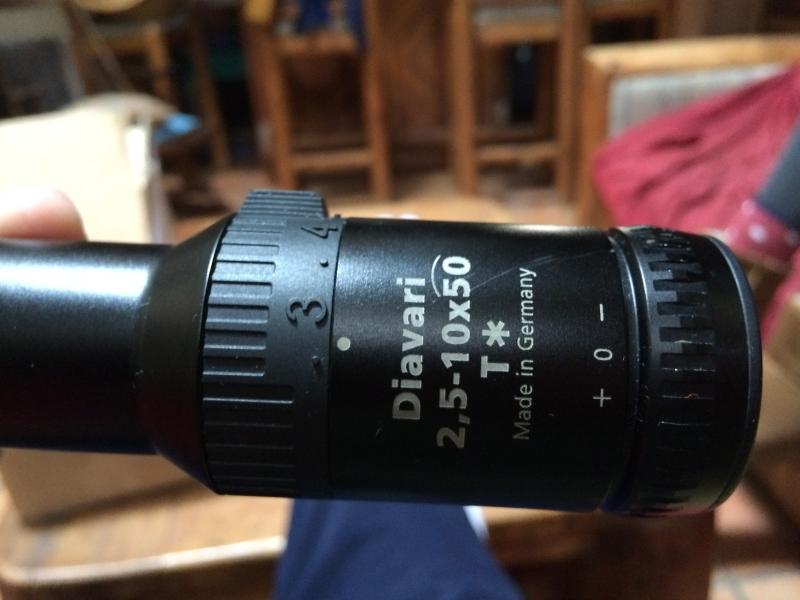 . 3 . 4
Diavari
2,5-10x50
T*
Made in Germany
+ 0 −